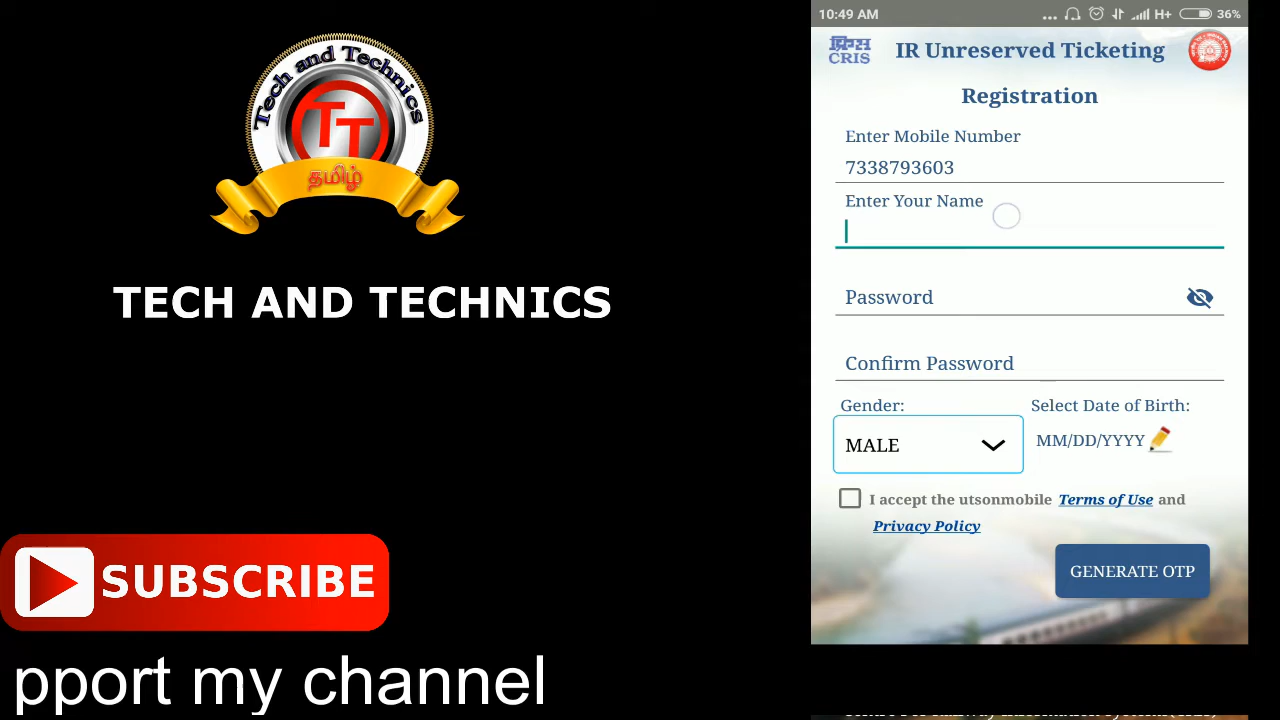 Tech and Technics
TT
தமிழ்
TECH AND TECHNICS
SUBSCRIBE
pport my channel
10:49 AM
H+ 36%
क्रिस
CRIS
IR Unreserved Ticketing
Registration
Enter Mobile Number
7338793603
Enter Your Name
Password
Confirm Password
Gender:
Select Date of Birth:
MALE
MM/DD/YYYY
I accept the utsonmobile Terms of Use and
Privacy Policy
GENERATE OTP